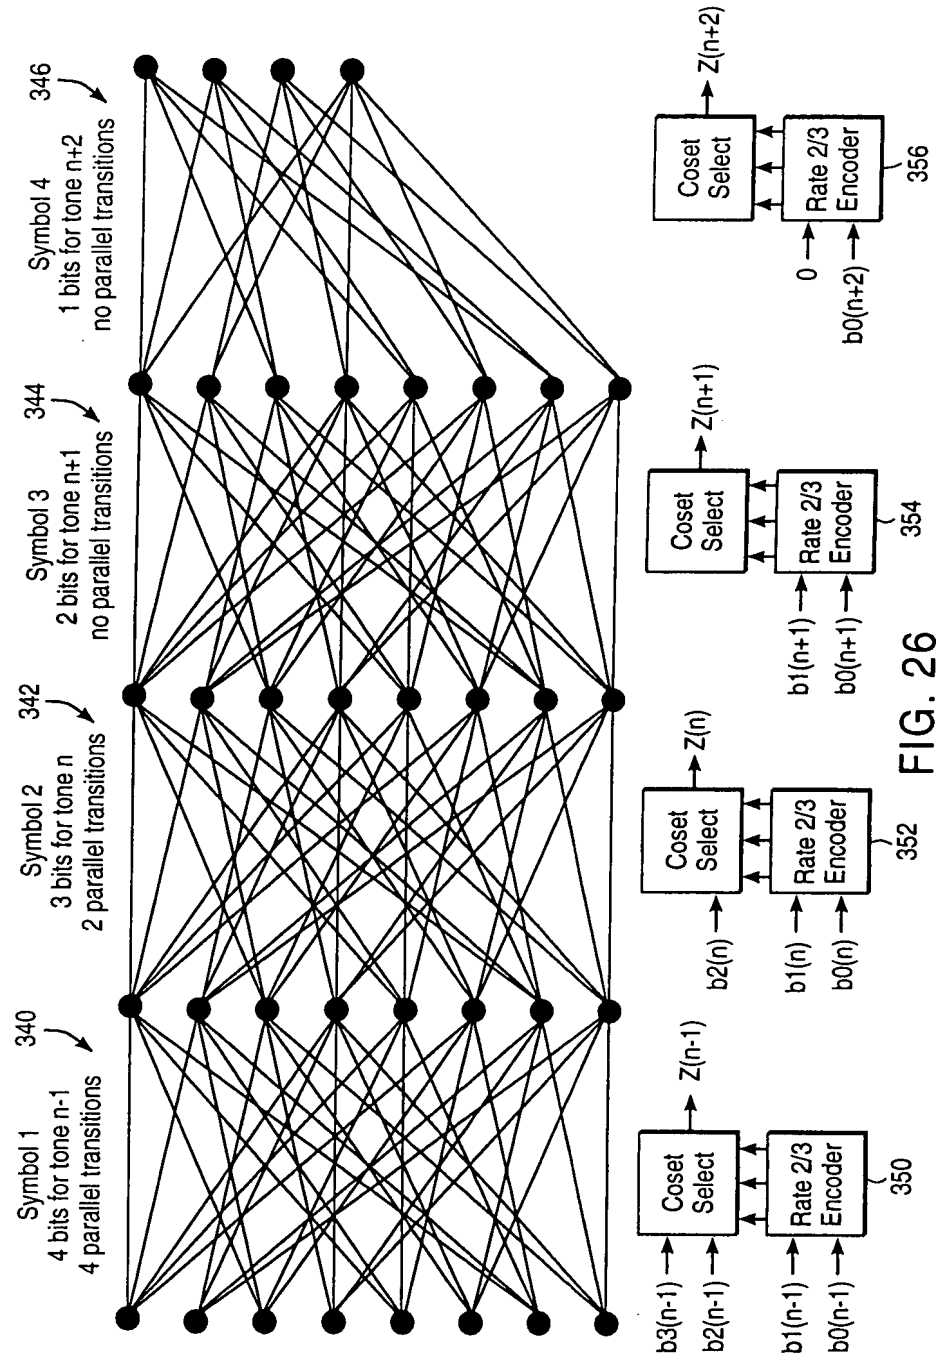 Symbol 1
4 bits for tone n-1
4 parallel transitions
340
Symbol 2
3 bits for tone n
2 parallel transitions
342
Symbol 3
2 bits for tone n+1
no parallel transitions
344
Symbol 4
1 bits for tone n+2
no parallel transitions
346
b3(n-1)
b2(n-1)
Coset
Select
Z(n-1)
b1(n-1)
b0(n-1)
Rate 2/3
Encoder
350
b2(n)
Coset
Select
Z(n)
b1(n)
b0(n)
Rate 2/3
Encoder
352
Coset
Select
Z(n+1)
b1(n+1)
b0(n+1)
Rate 2/3
Encoder
354
Coset
Select
Z(n+2)
0
b0(n+2)
Rate 2/3
Encoder
356
FIG. 26